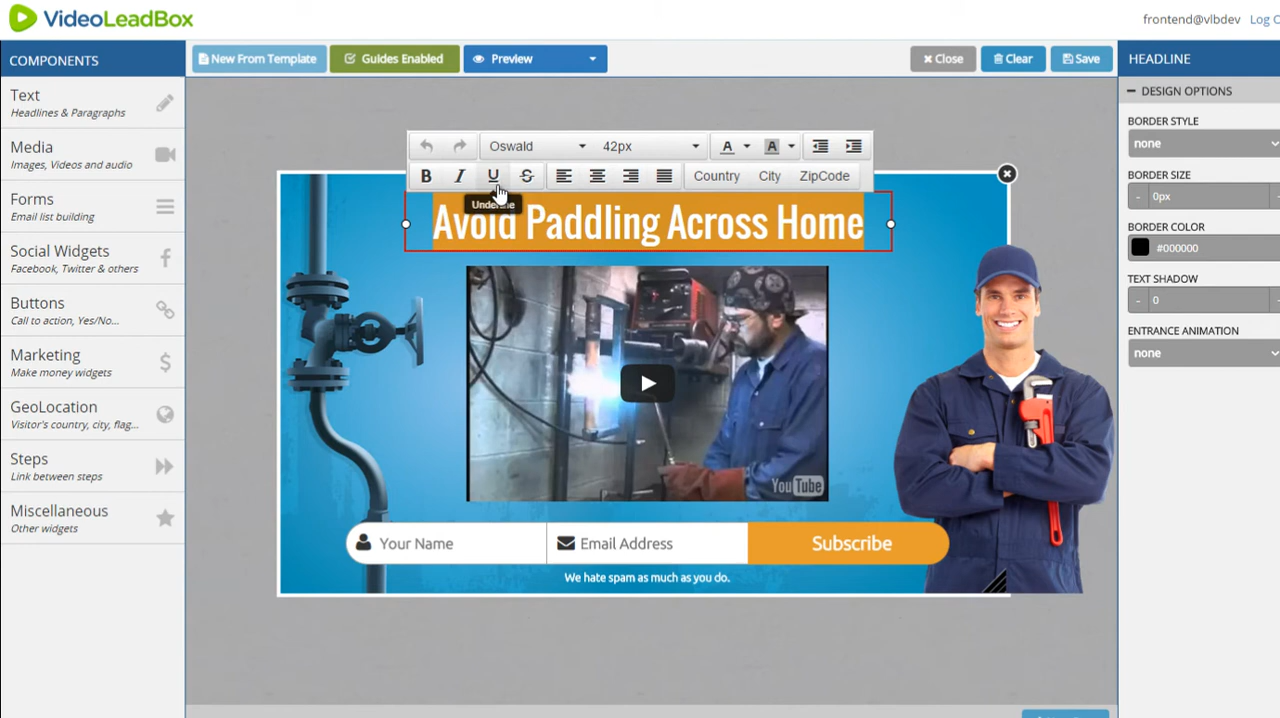 VideoLeadBox
frontend@vlbdev Log O
COMPONENTS
New From Template
Guides Enabled
Preview
Close
Clear
Save
HEADLINE
Text
Headlines & Paragraphs
Media
Images, Videos and audio
Forms
Email list building
Social Widgets
Facebook, Twitter & others
Buttons
Call to action, Yes/No...
Marketing
Make money widgets
GeoLocation
Visitor's country, city, flag...
Steps
Link between steps
Miscellaneous
Other widgets
Oswald
42px
A
A
B I U S
Country City ZipCode
Underline
Avoid Paddling Across Home
YouTube
Your Name
Email Address
Subscribe
We hate spam as much as you do.
DESIGN OPTIONS
BORDER STYLE
none
BORDER SIZE
- 0px
BORDER COLOR
#000000
TEXT SHADOW
- 0
ENTRANCE ANIMATION
none